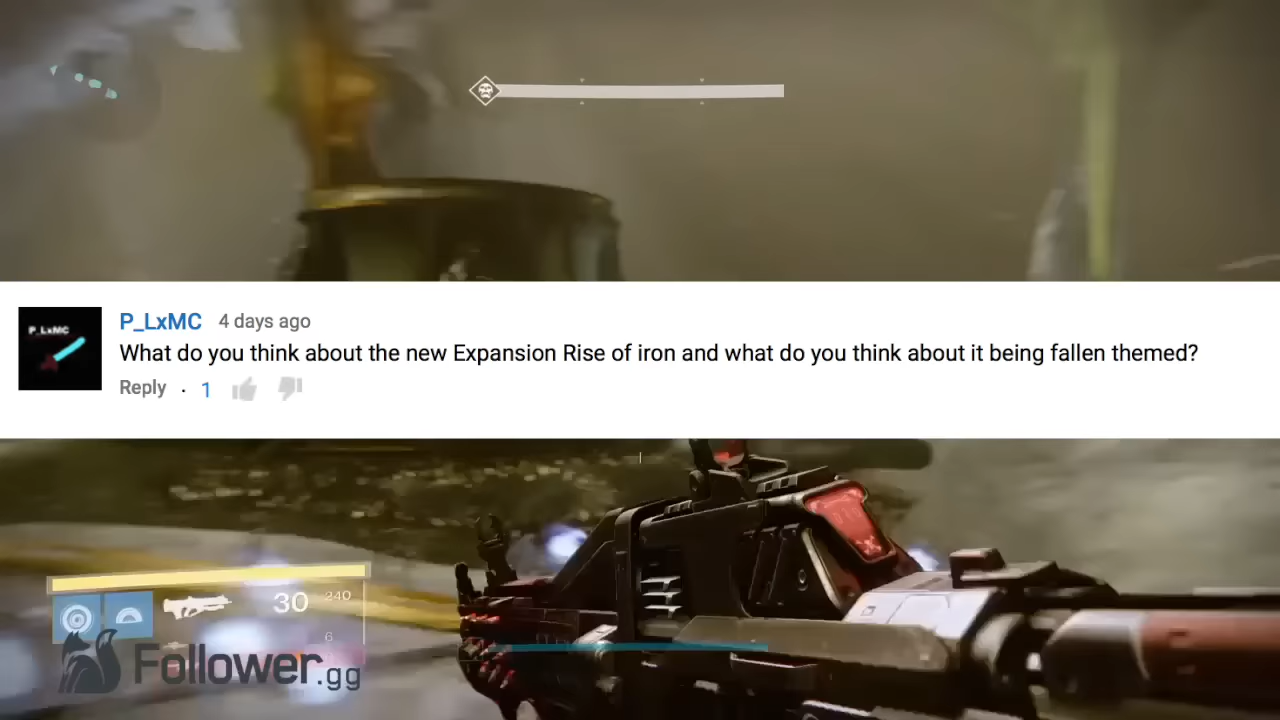 P_LxMC
P_LxMC 4 days ago
What do you think about the new Expansion Rise of iron and what do you think about it being fallen themed?
Reply · 1
30 240
6
Follower.gg